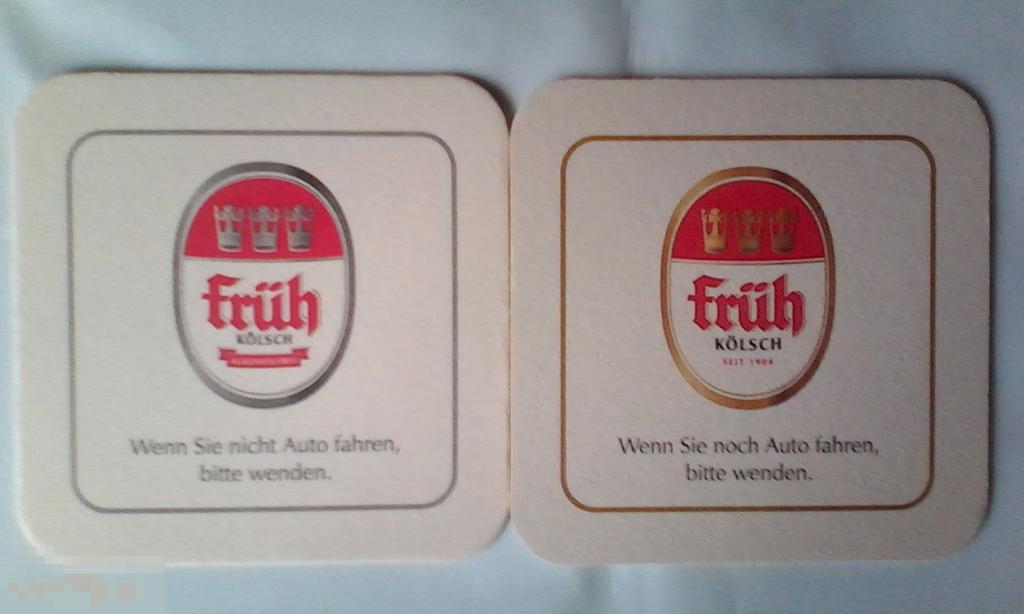 früh
KÖLSCH
ALKOHOLFREI
Wenn Sie nicht Auto fahren,
bitte wenden.
früh
KÖLSCH
SEIT 1904
Wenn Sie noch Auto fahren,
bitte wenden.